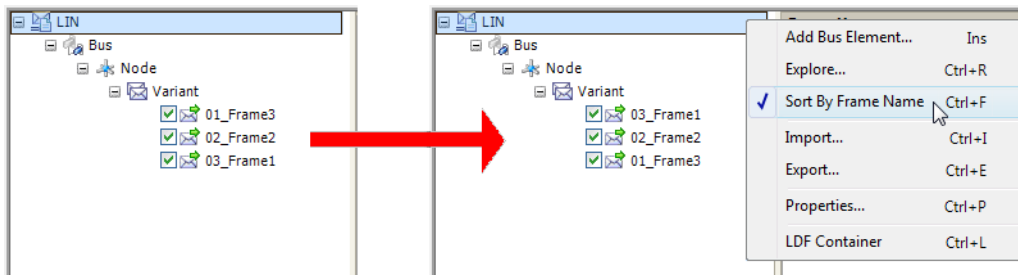 LIN
Bus
Node
Variant
01_Frame3
02_Frame2
03_Frame1
LIN
Bus
Node
Variant
03_Frame1
02_Frame2
01_Frame3
Add Bus Element... Ins
Explore... Ctrl+R
Sort By Frame Name Ctrl+F
Import... Ctrl+I
Export... Ctrl+E
Properties... Ctrl+P
LDF Container Ctrl+L